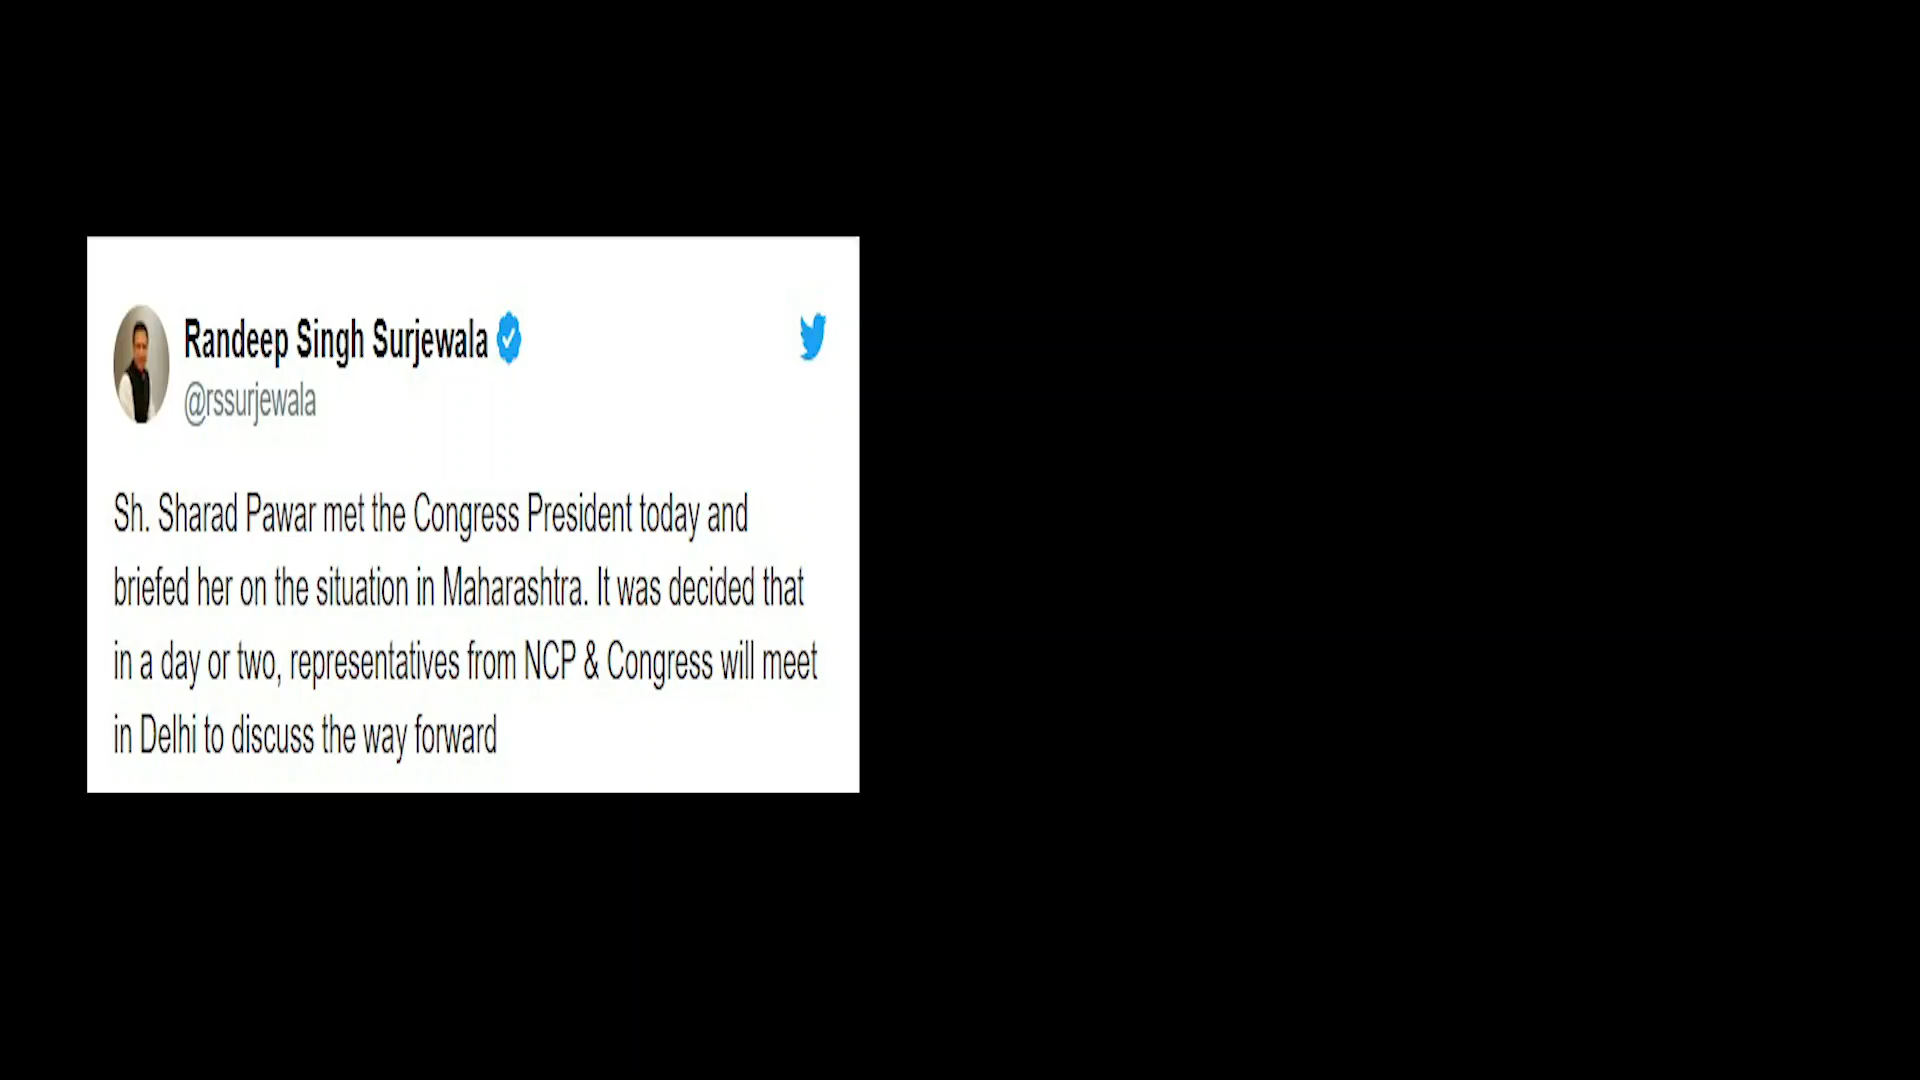 Randeep Singh Surjewala
@rssurjewala
Sh. Sharad Pawar met the Congress President today and
briefed her on the situation in Maharashtra. It was decided that
in a day or two, representatives from NCP & Congress will meet
in Delhi to discuss the way forward